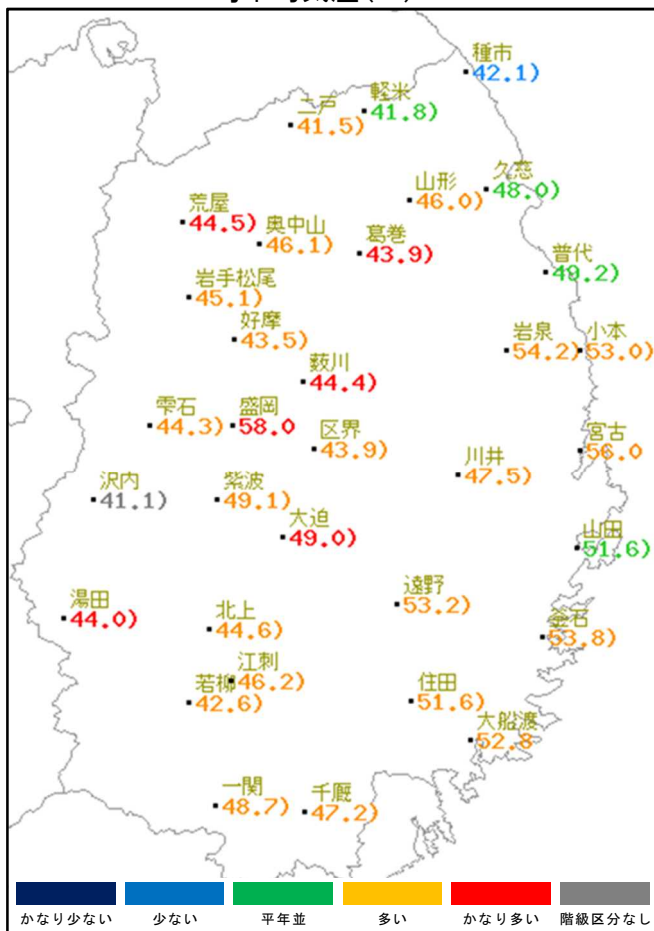 種市
42.1)
軽米
41.8)
二戸
41.5)
久慈
48.0)
山形
46.0)
荒屋
44.5)
奥中山
46.1)
葛巻
43.9)
普代
49.2)
岩手松尾
45.1)
好摩
43.5)
岩泉
54.2)
小本
53.0)
薮川
44.4)
雫石
44.3)
盛岡
58.0
区界
43.9)
宮古
56.0
川井
47.5)
沢内
41.1)
紫波
49.1)
大迫
49.0)
山田
51.6)
湯田
44.0)
北上
44.6)
遠野
53.2)
釜石
53.8)
江刺
46.2)
若柳
42.6)
住田
51.6)
大船渡
52.8
一関
48.7)
千厩
47.2)
かなり少ない 少ない 平年並 多い かなり多い 階級区分なし